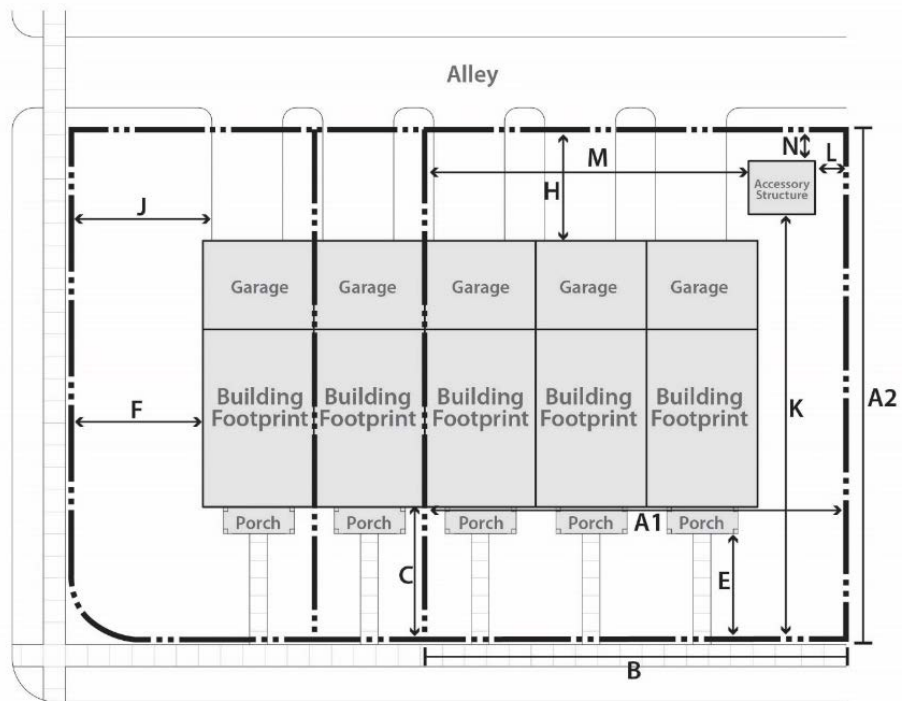 Alley
N
L
M
H
Accessory
Structure
J
Garage
Garage
Garage
Garage
Garage
Building
Footprint
Building
Footprint
Building
Footprint
Building
Footprint
Building
Footprint
F
K
A2
Porch
Porch
Porch
Porch
Porch
A1
C
E
B